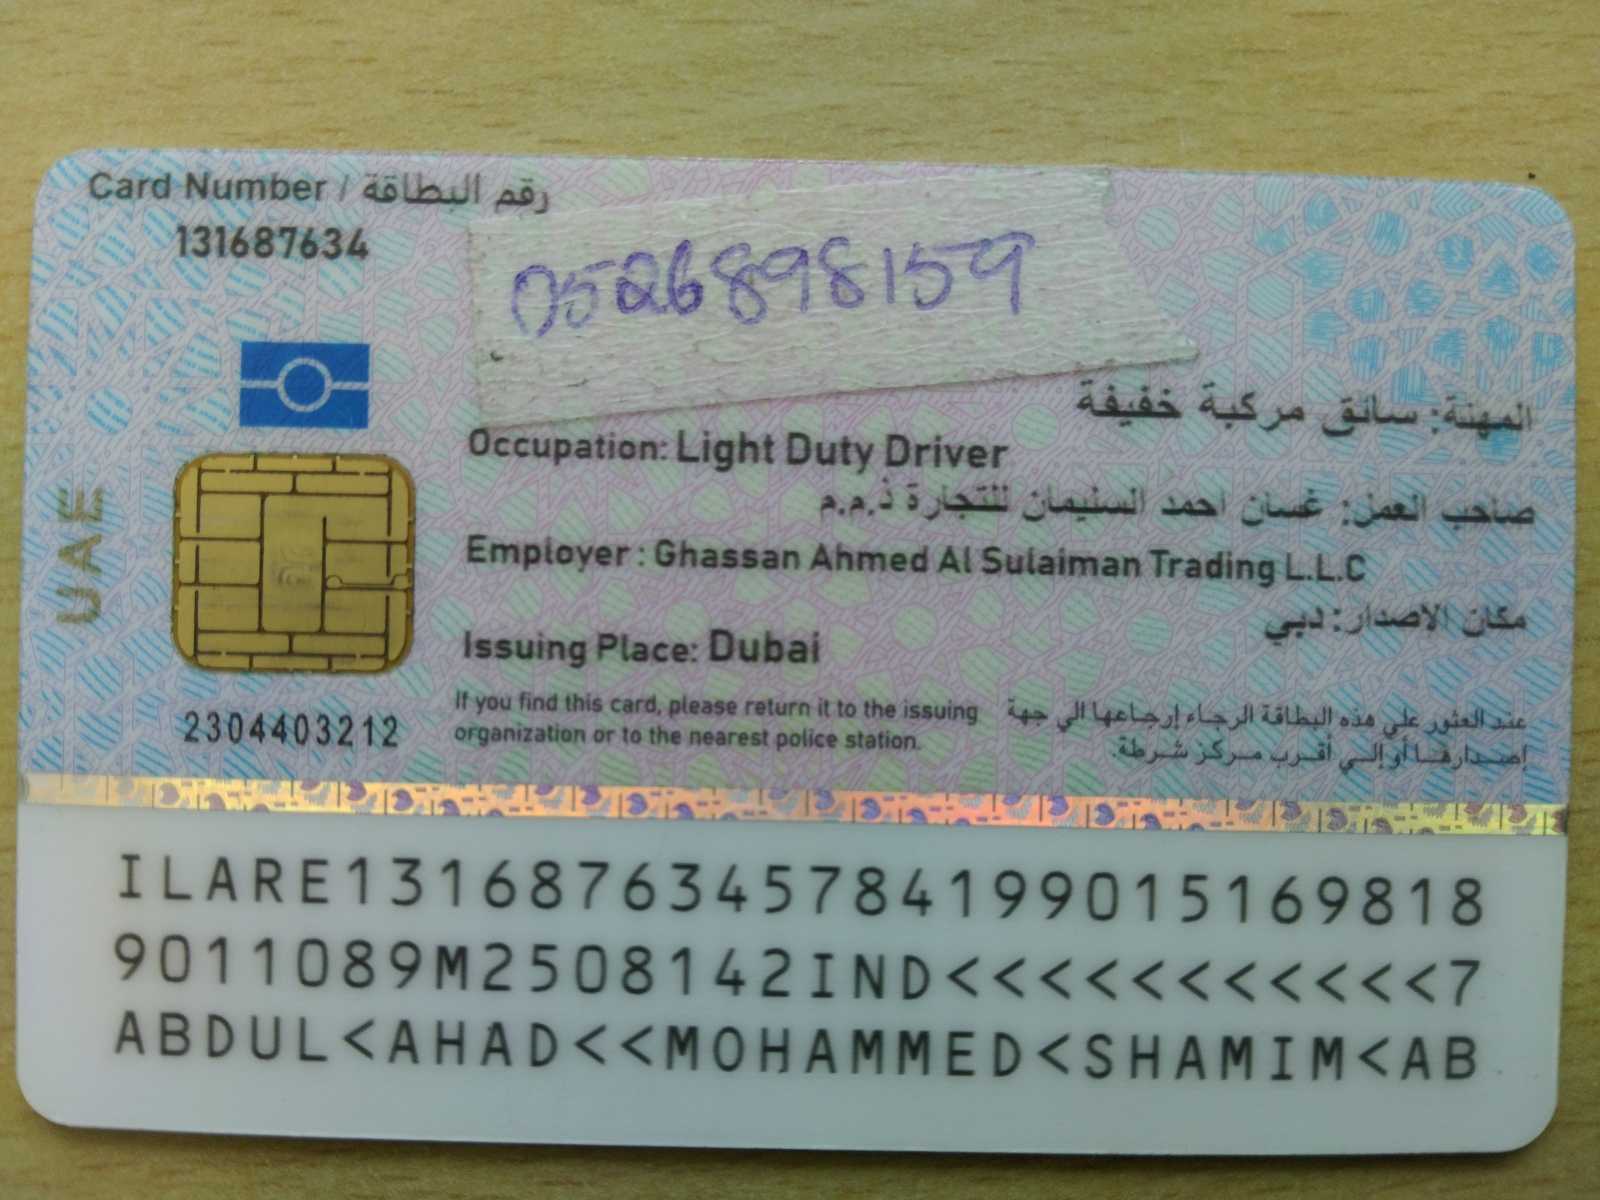 Card Number / رقم البطاقة
131687634
0526898159
المهنة: سائق مركبة خفيفة
Occupation: Light Duty Driver
صاحب العمل: غسان احمد السليمان للتجارة ذ.م.م
Employer : Ghassan Ahmed Al Sulaiman Trading L.L.C
مكان الاصدار: دبي
Issuing Place: Dubai
UAE
If you find this card, please return it to the issuing
organization or to the nearest police station.
عند العثور علي هذه البطاقة الرجاء إرجاعها الي جهة
إصدارها أو إلي أقرب مركز شرطة.
2304403212
ILARE1316876345784199015169818
9011089M2508142IND<<<<<<<<<<<7
ABDUL<AHAD<<MOHAMMED<SHAMIM<AB